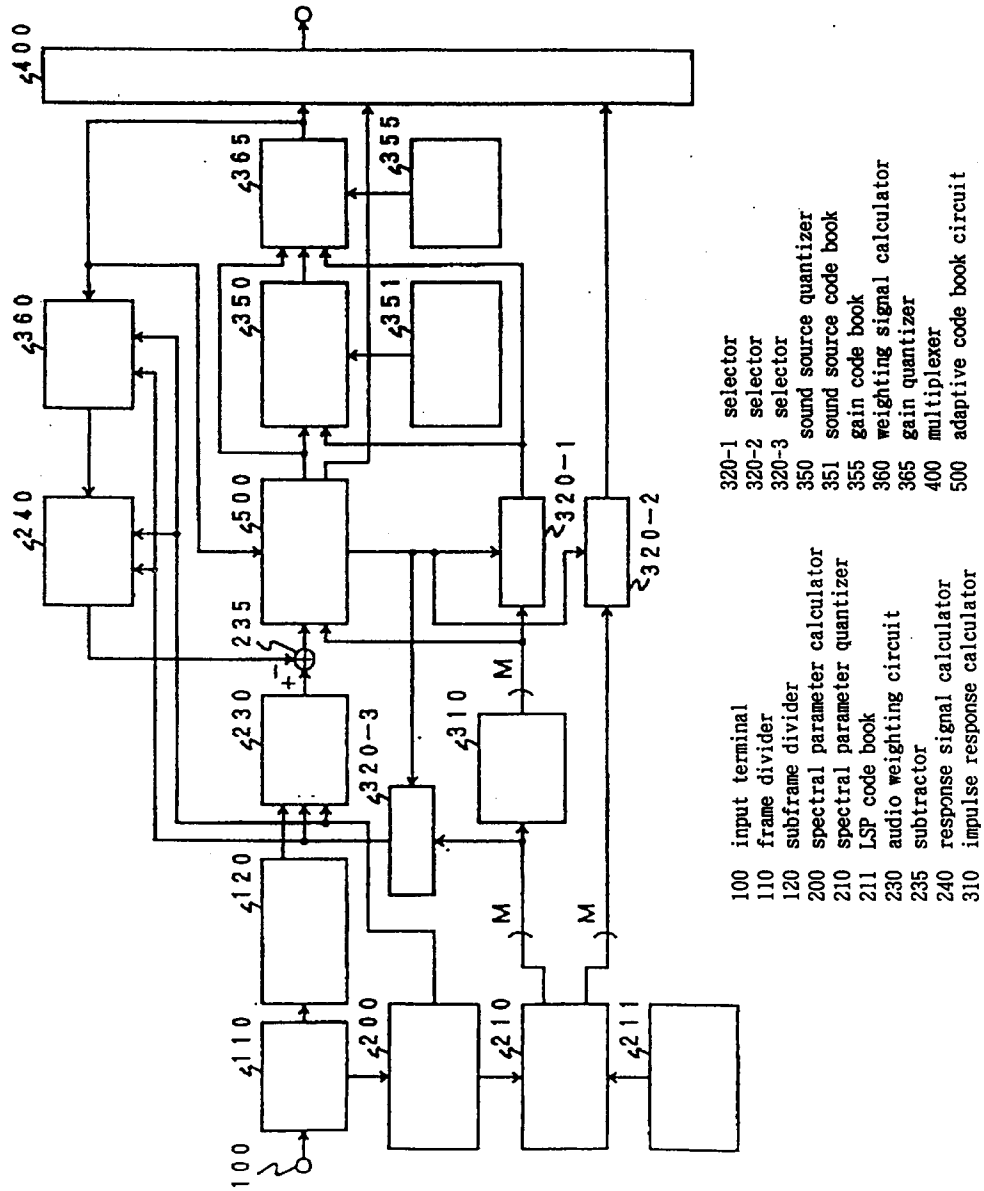 400
360
365
355
240
350
351
500
235
+ −
320-1
320-2
230
320-3
M
310
120
M
M
110
200
210
211
100
100 input terminal
110 frame divider
120 subframe divider
200 spectral parameter calculator
210 spectral parameter quantizer
211 LSP code book
230 audio weighting circuit
235 subtractor
240 response signal calculator
310 impulse response calculator
320-1 selector
320-2 selector
320-3 selector
350 sound source quantizer
351 sound source code book
355 gain code book
360 weighting signal calculator
365 gain quantizer
400 multiplexer
500 adaptive code book circuit